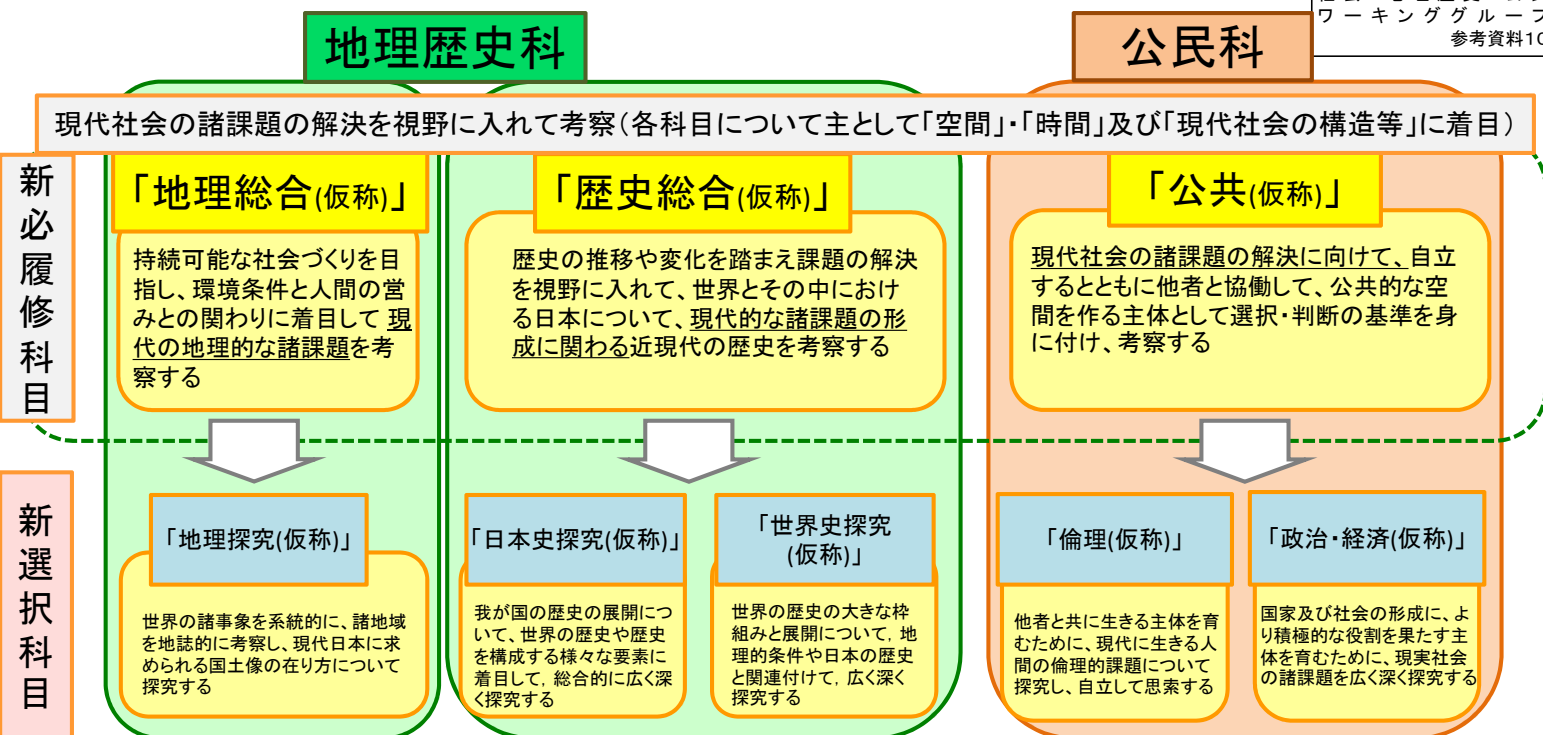 地理歴史科
公民科
ワーキンググループ
参考資料10
現代社会の諸課題の解決を視野に入れて考察(各科目について主として「空間」・「時間」及び「現代社会の構造等」に着目)
新必履修科目
「地理総合(仮称)」
持続可能な社会づくりを目
指し、環境条件と人間の営
みとの関わりに着目して 現
代の地理的な諸課題を考
察する
「歴史総合(仮称)」
歴史の推移や変化を踏まえ課題の解決
を視野に入れて、世界とその中におけ
る日本について、現代的な諸課題の形
成に関わる近現代の歴史を考察する
「公共(仮称)」
現代社会の諸課題の解決に向けて、自立
するとともに他者と協働して、公共的な空
間を作る主体として選択・判断の基準を身
に付け、考察する
新選択科目
「地理探究(仮称)」
世界の諸事象を系統的に、諸地域
を地誌的に考察し、現代日本に求
められる国土像の在り方について
探究する
「日本史探究(仮称)」
我が国の歴史の展開につ
いて、世界の歴史や歴史
を構成する様々な要素に
着目して，総合的に広く深
く探究する
「世界史探究
(仮称)」
世界の歴史の大きな枠
組みと展開について，地
理的条件や日本の歴史
と関連付けて，広く深く
探究する
「倫理(仮称)」
他者と共に生きる主体を育
むために、現代に生きる人
間の倫理的課題について
探究し、自立して思索する
「政治・経済(仮称)」
国家及び社会の形成に、よ
り積極的な役割を果たす主
体を育むために、現実社会
の諸課題を広く深く探究する